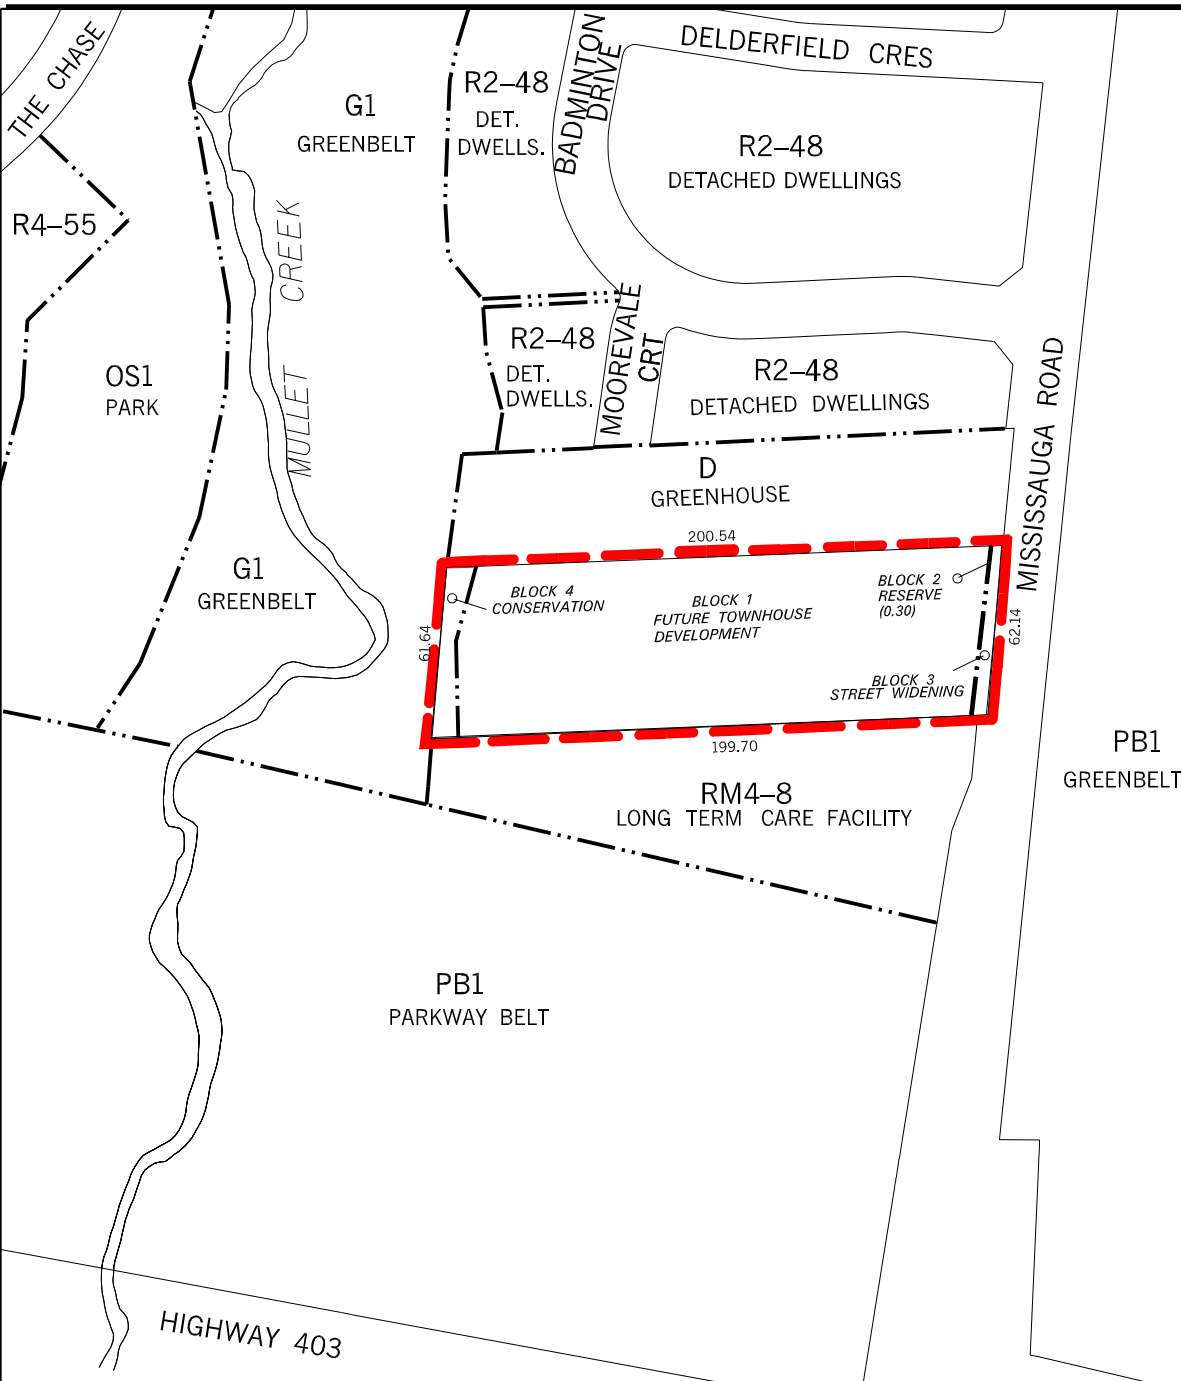 THE CHASE
DELDERFIELD CRES
BADMINTON
DRIVE
R2–48
DET.
DWELLS.
G1
GREENBELT
R2–48
DETACHED DWELLINGS
R4–55
MULLET CREEK
R2–48
DET.
DWELLS.
MOOREVALE
CRT
R2–48
DETACHED DWELLINGS
OS1
PARK
MISSISSAUGA ROAD
D
GREENHOUSE
200.54
G1
GREENBELT
BLOCK 4
CONSERVATION
BLOCK 1
FUTURE TOWNHOUSE
DEVELOPMENT
BLOCK 2
RESERVE
(0.30)
61.64
62.14
BLOCK 3
STREET WIDENING
199.70
PB1
GREENBELT
RM4–8
LONG TERM CARE FACILITY
PB1
PARKWAY BELT
HIGHWAY 403